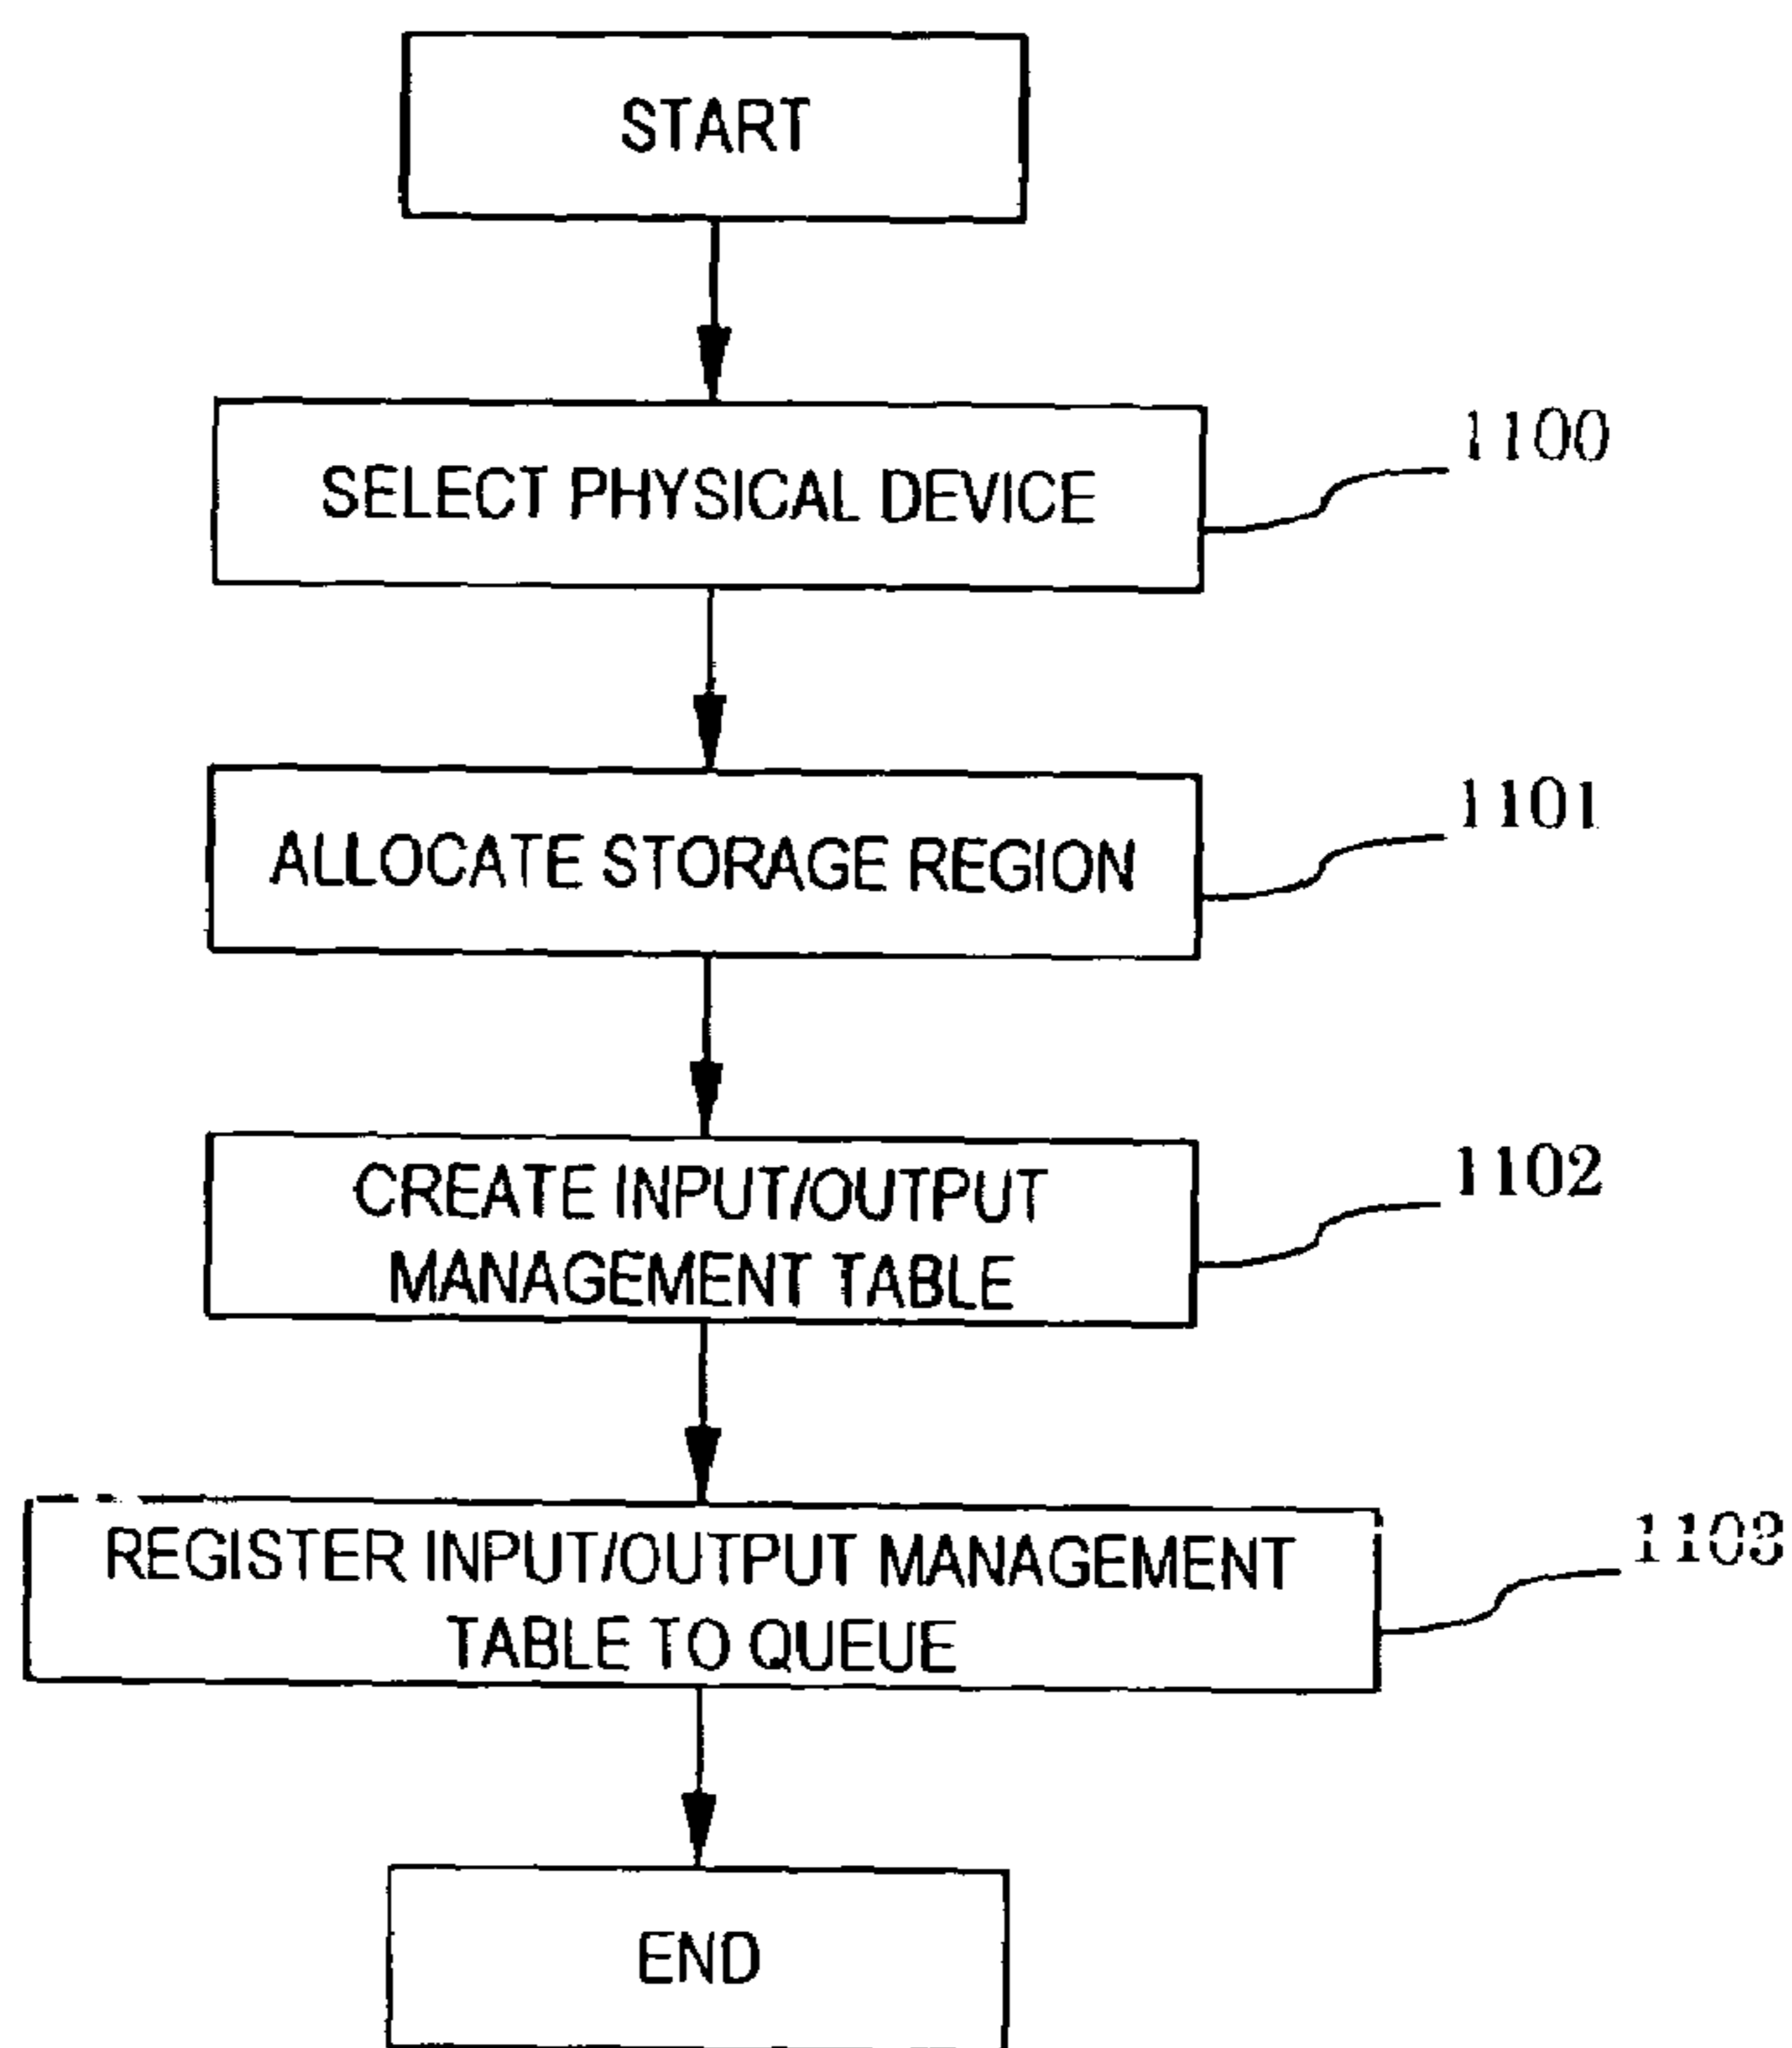 START
SELECT PHYSICAL DEVICE
1100
ALLOCATE STORAGE REGION
1101
CREATE INPUT/OUTPUT
MANAGEMENT TABLE
1102
REGISTER INPUT/OUTPUT MANAGEMENT
TABLE TO QUEUE
1103
END